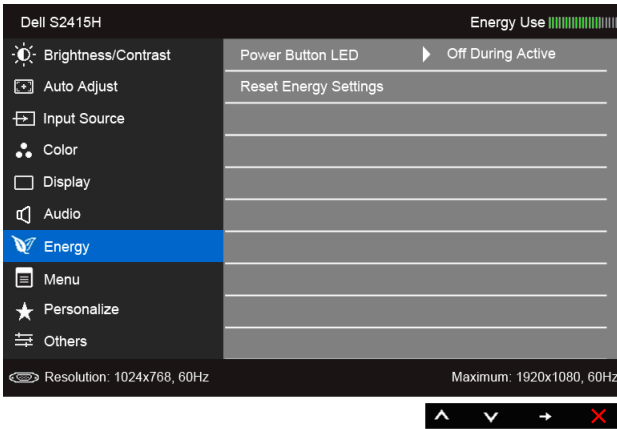 Dell S2415H Energy Use
Brightness/Contrast Power Button LED Off During Active
Auto Adjust Reset Energy Settings
Input Source
Color
Display
Audio
Energy
Menu
Personalize
Others
Resolution: 1024x768, 60Hz Maximum: 1920x1080, 60Hz